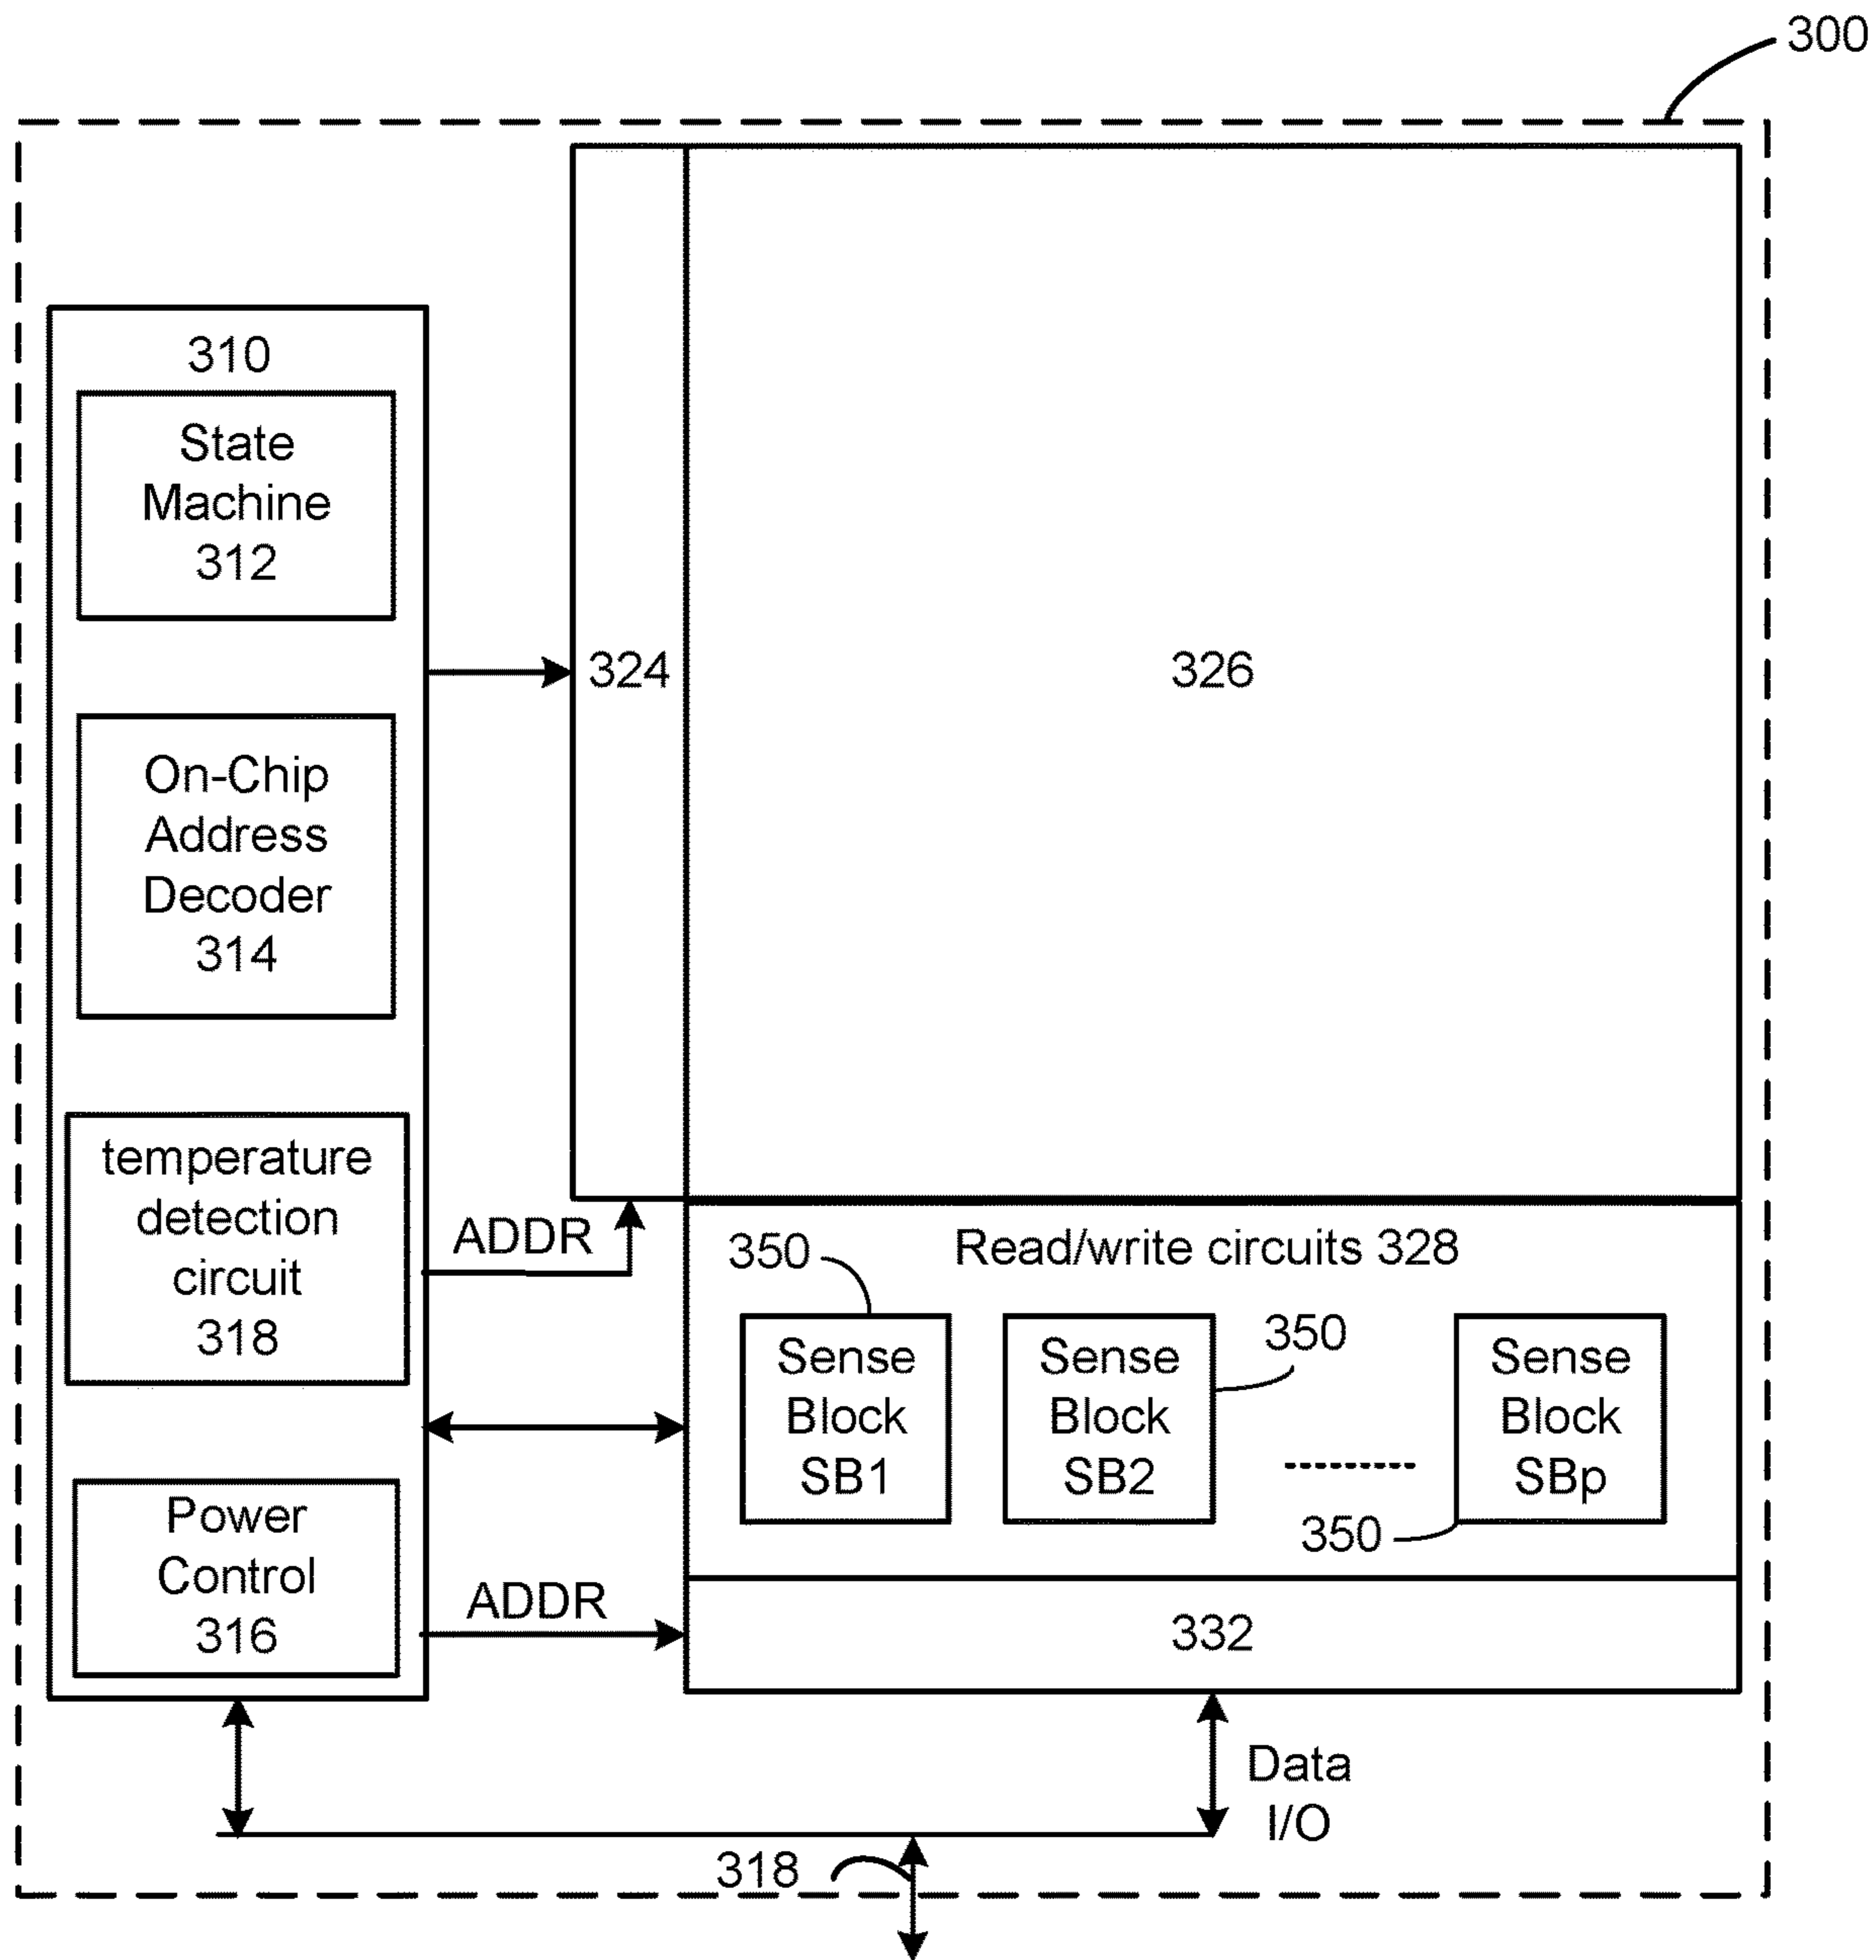 300
310
State
Machine
312
324
326
On-Chip
Address
Decoder
314
temperature
detection
circuit
318
ADDR
350
Read/write circuits 328
Sense
Block
SB1
Sense
Block
SB2
350
Sense
Block
SBp
350
Power
Control
316
ADDR
332
Data
I/O
318